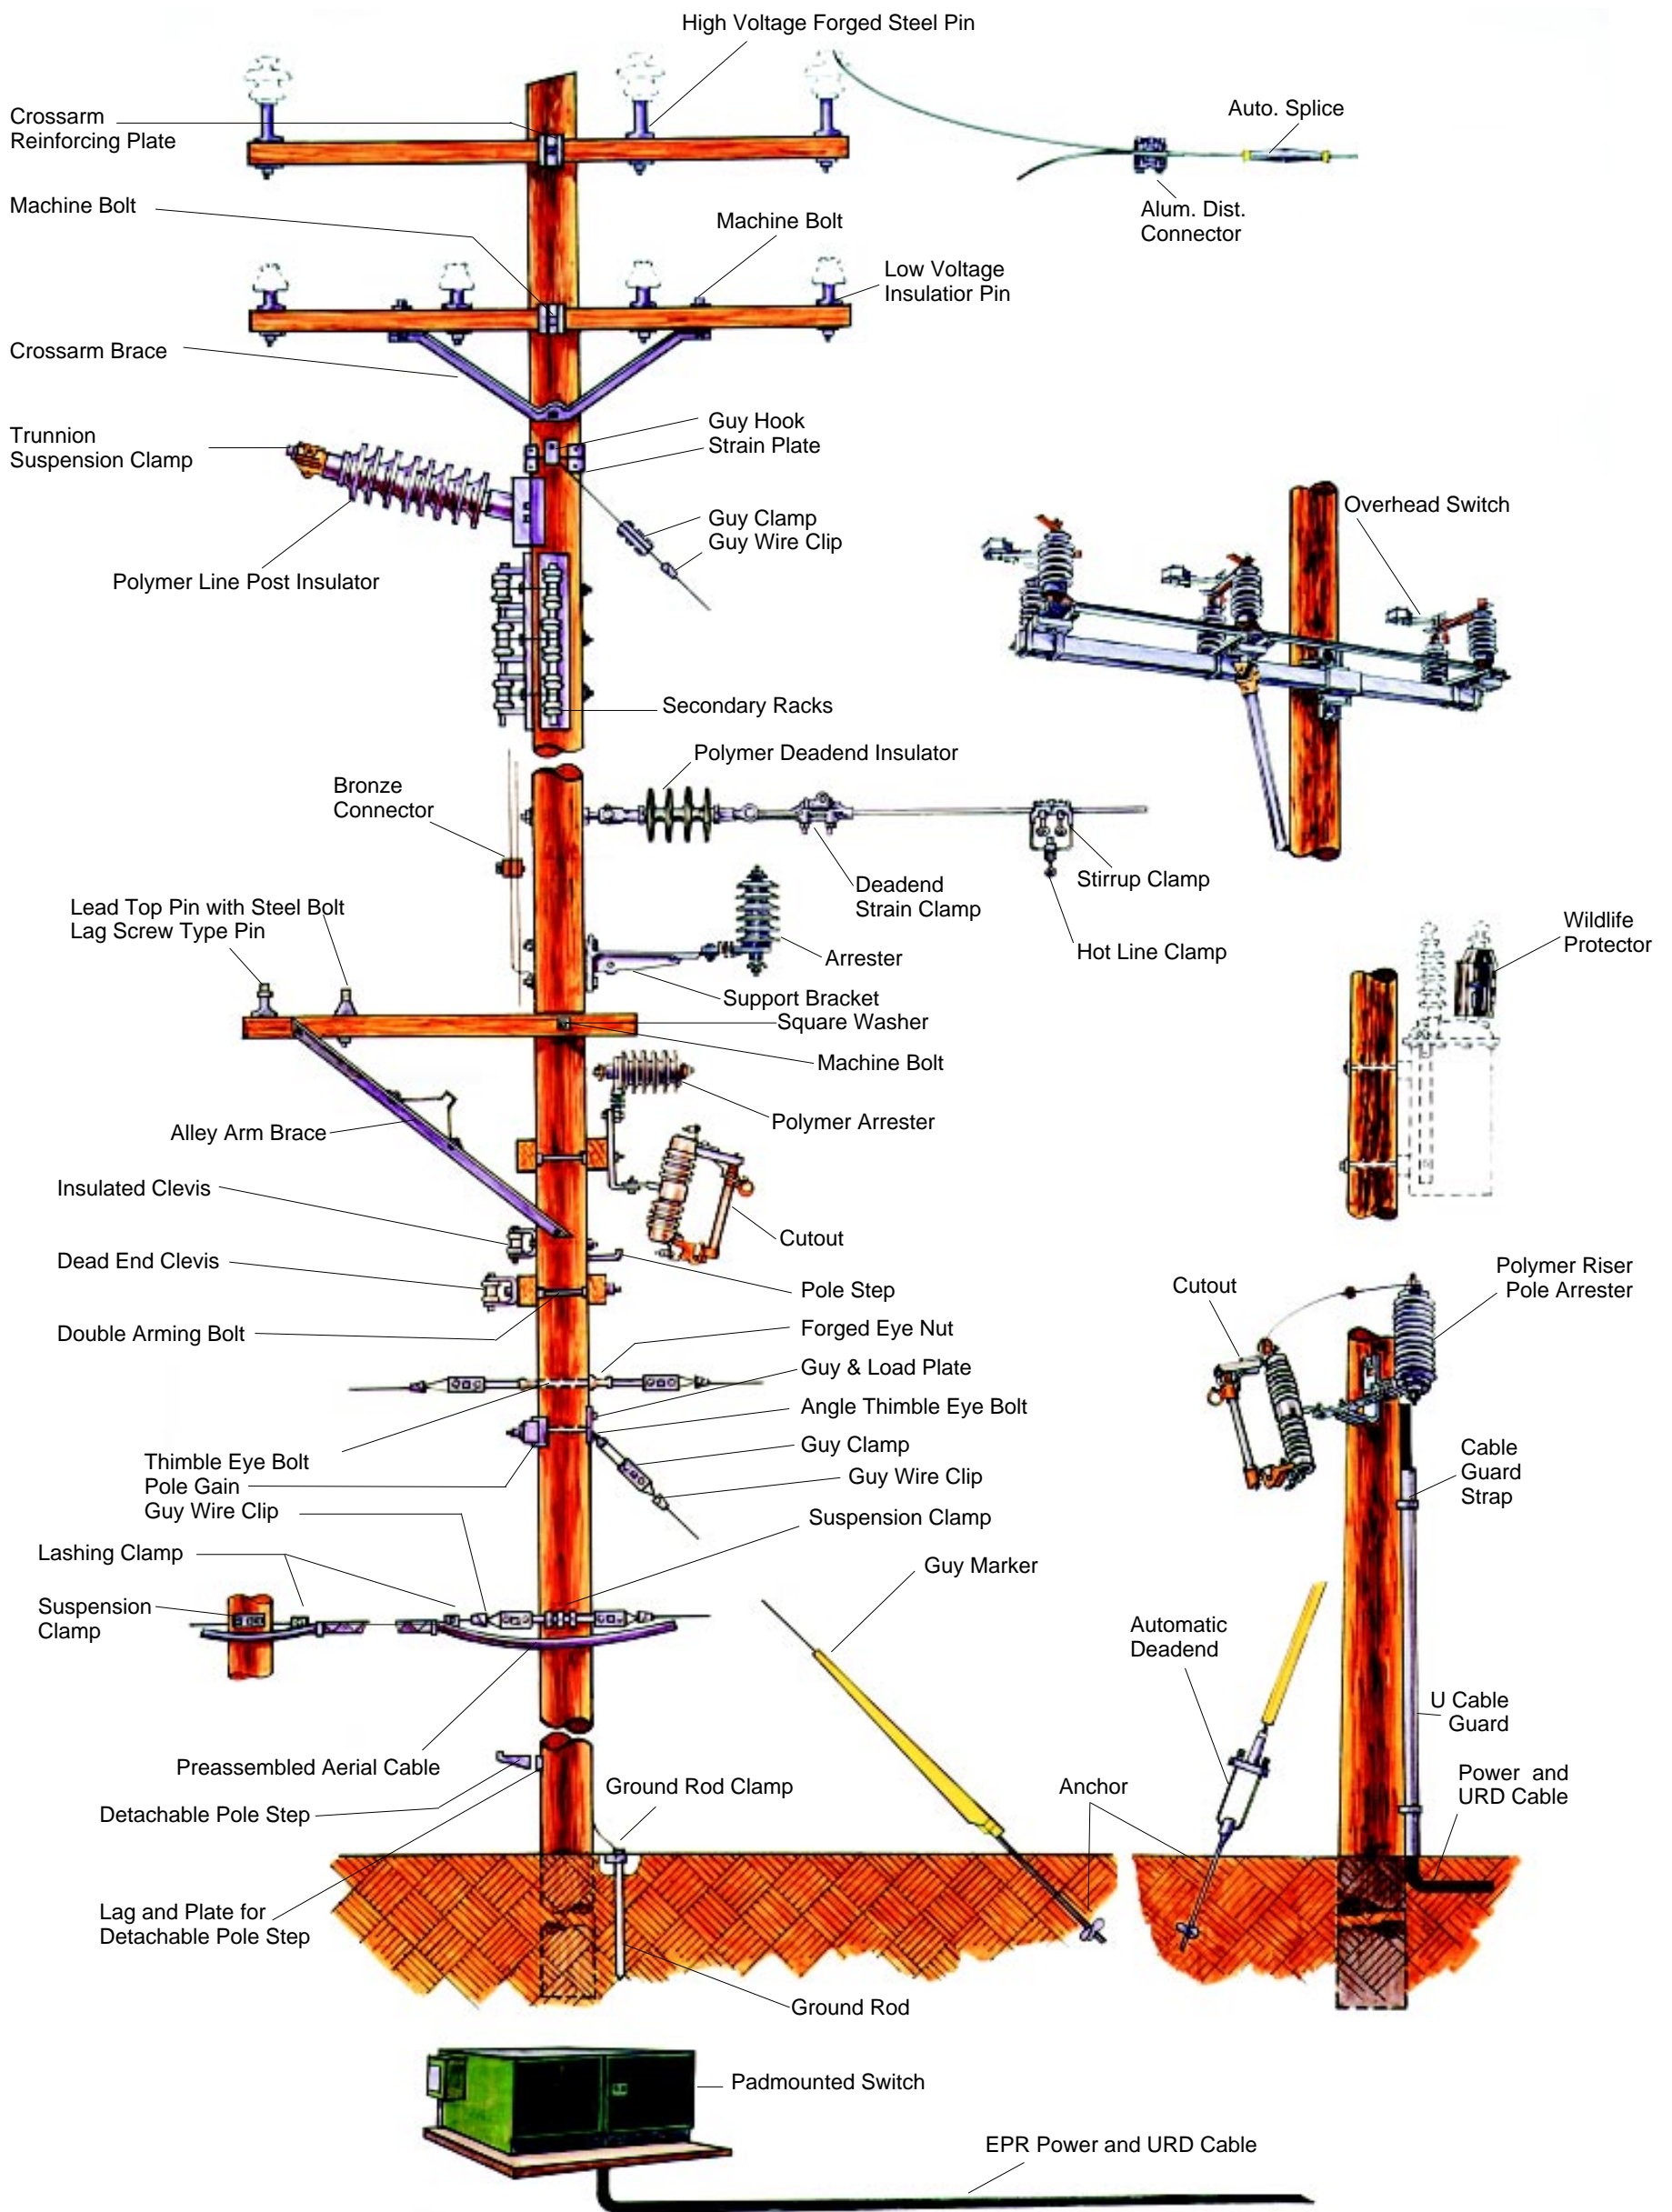 High Voltage Forged Steel Pin
Crossarm
Reinforcing Plate
Auto. Splice
Machine Bolt
Machine Bolt
Alum. Dist.
Connector
Low Voltage
Insulatior Pin
Crossarm Brace
Guy Hook
Strain Plate
Trunnion
Suspension Clamp
Overhead Switch
Guy Clamp
Guy Wire Clip
Polymer Line Post Insulator
Secondary Racks
Polymer Deadend Insulator
Bronze
Connector
Stirrup Clamp
Deadend
Strain Clamp
Lead Top Pin with Steel Bolt
Lag Screw Type Pin
Wildlife
Protector
Hot Line Clamp
Arrester
Support Bracket
Square Washer
Machine Bolt
Polymer Arrester
Alley Arm Brace
Insulated Clevis
Cutout
Dead End Clevis
Pole Step
Cutout
Polymer Riser
Pole Arrester
Double Arming Bolt
Forged Eye Nut
Guy & Load Plate
Angle Thimble Eye Bolt
Guy Clamp
Thimble Eye Bolt
Pole Gain
Guy Wire Clip
Guy Wire Clip
Cable
Guard
Strap
Suspension Clamp
Lashing Clamp
Guy Marker
Suspension
Clamp
Automatic
Deadend
U Cable
Guard
Preassembled Aerial Cable
Ground Rod Clamp
Anchor
Power and
URD Cable
Detachable Pole Step
Lag and Plate for
Detachable Pole Step
Ground Rod
Padmounted Switch
EPR Power and URD Cable